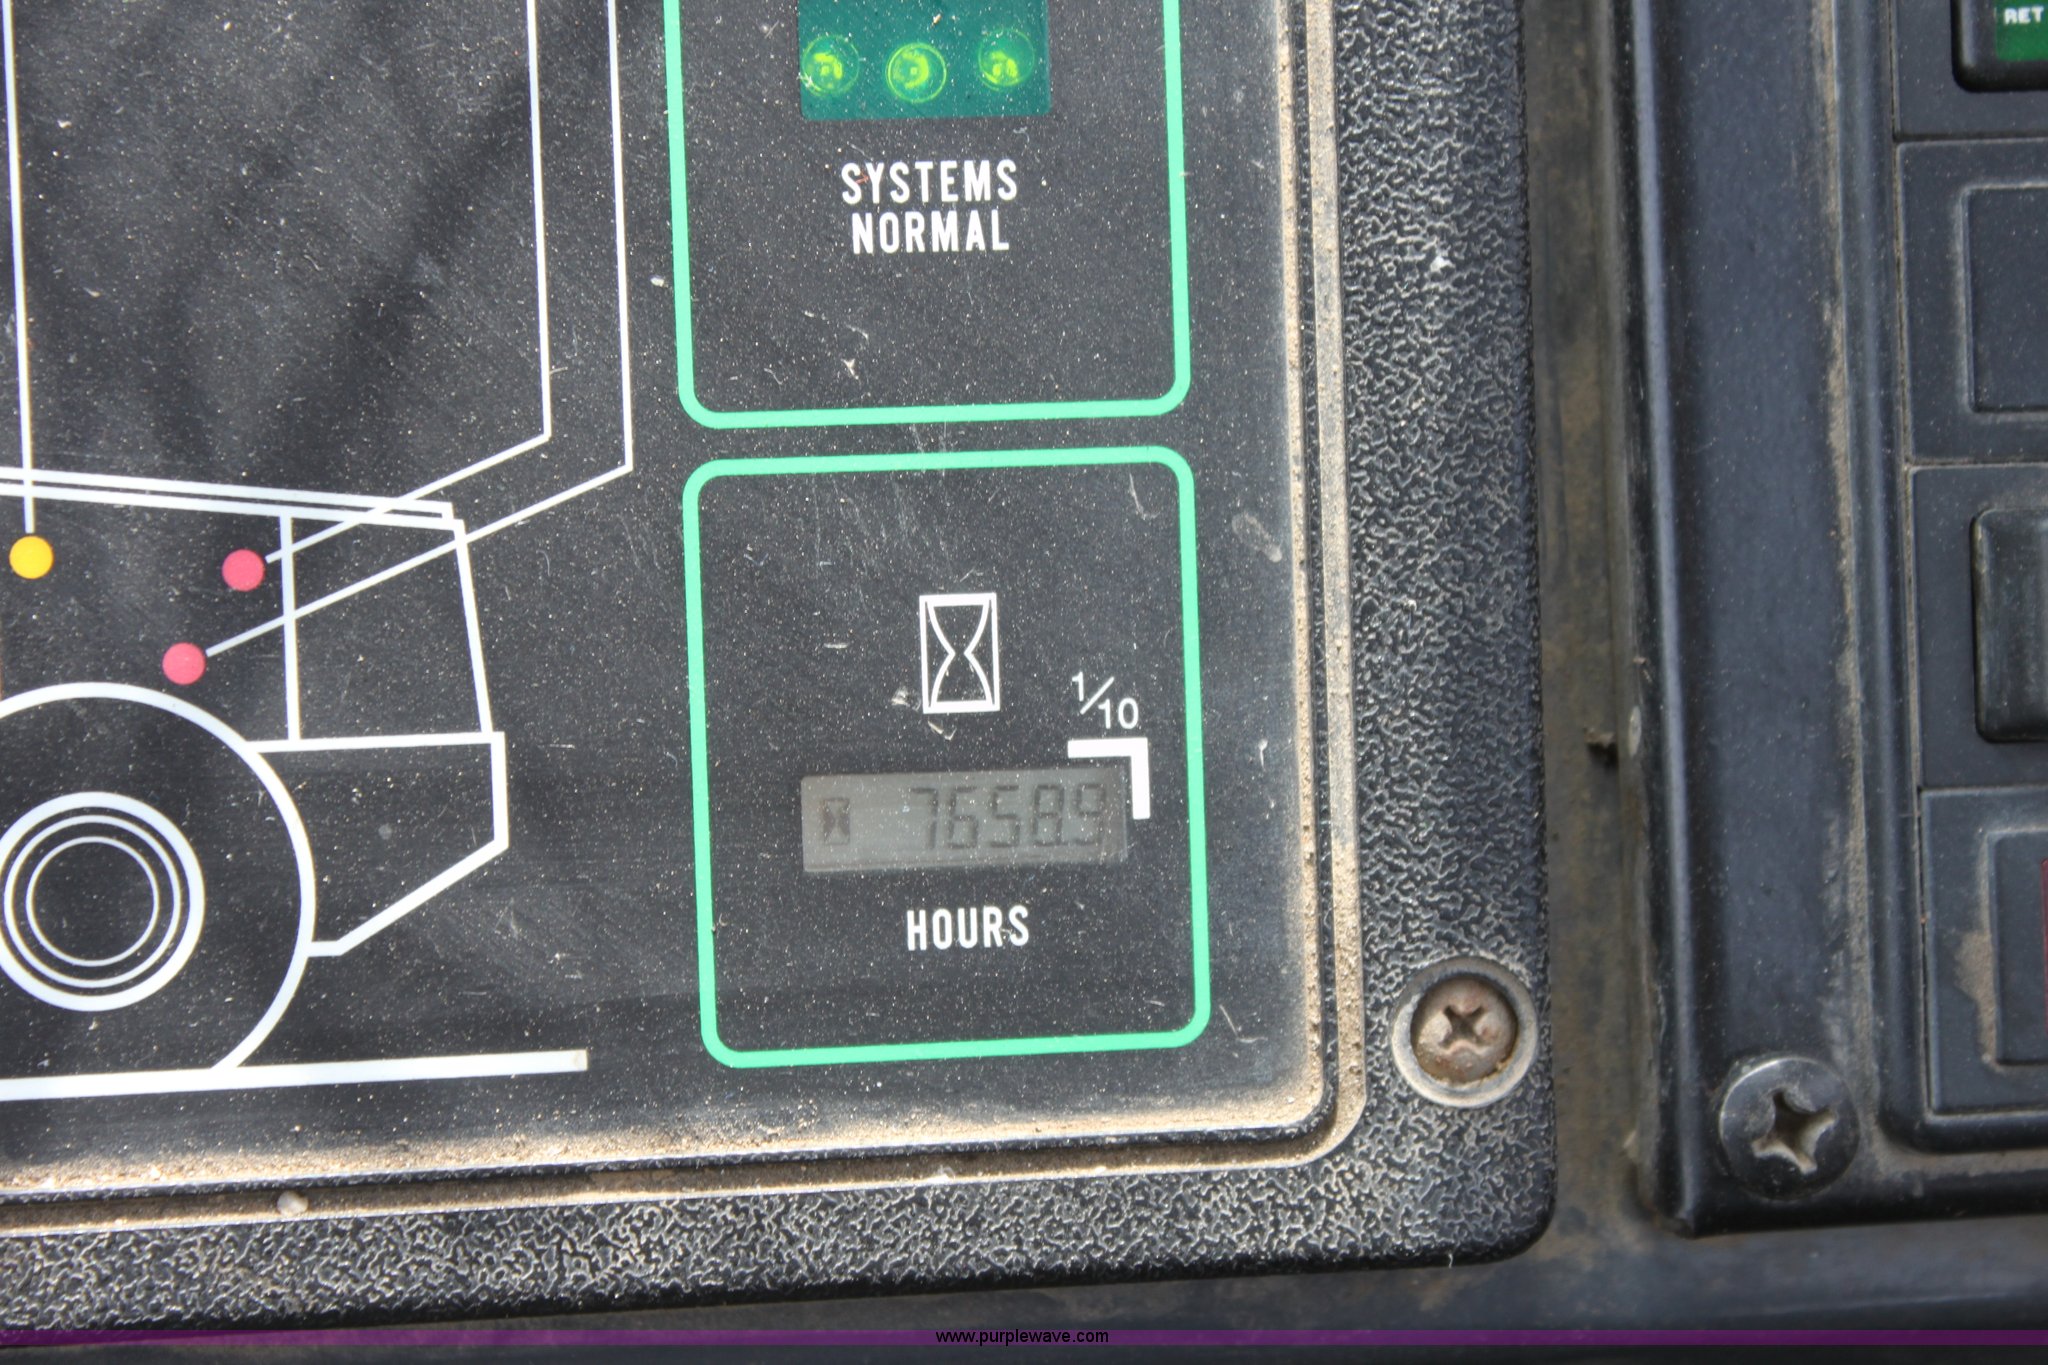 RET
SYSTEMS
NORMAL
1/10
7658.9
HOURS
www.purplewave.com